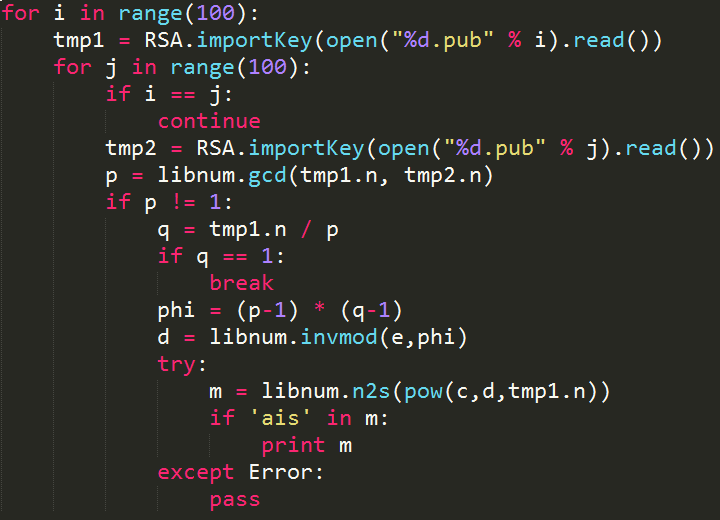 for i in range(100):
    tmp1 = RSA.importKey(open("%d.pub" % i).read())
    for j in range(100):
        if i == j:
            continue
        tmp2 = RSA.importKey(open("%d.pub" % j).read())
        p = libnum.gcd(tmp1.n, tmp2.n)
        if p != 1:
            q = tmp1.n / p
            if q == 1:
                break
            phi = (p-1) * (q-1)
            d = libnum.invmod(e,phi)
            try:
                m = libnum.n2s(pow(c,d,tmp1.n))
                if 'ais' in m:
                    print m
            except Error:
                pass